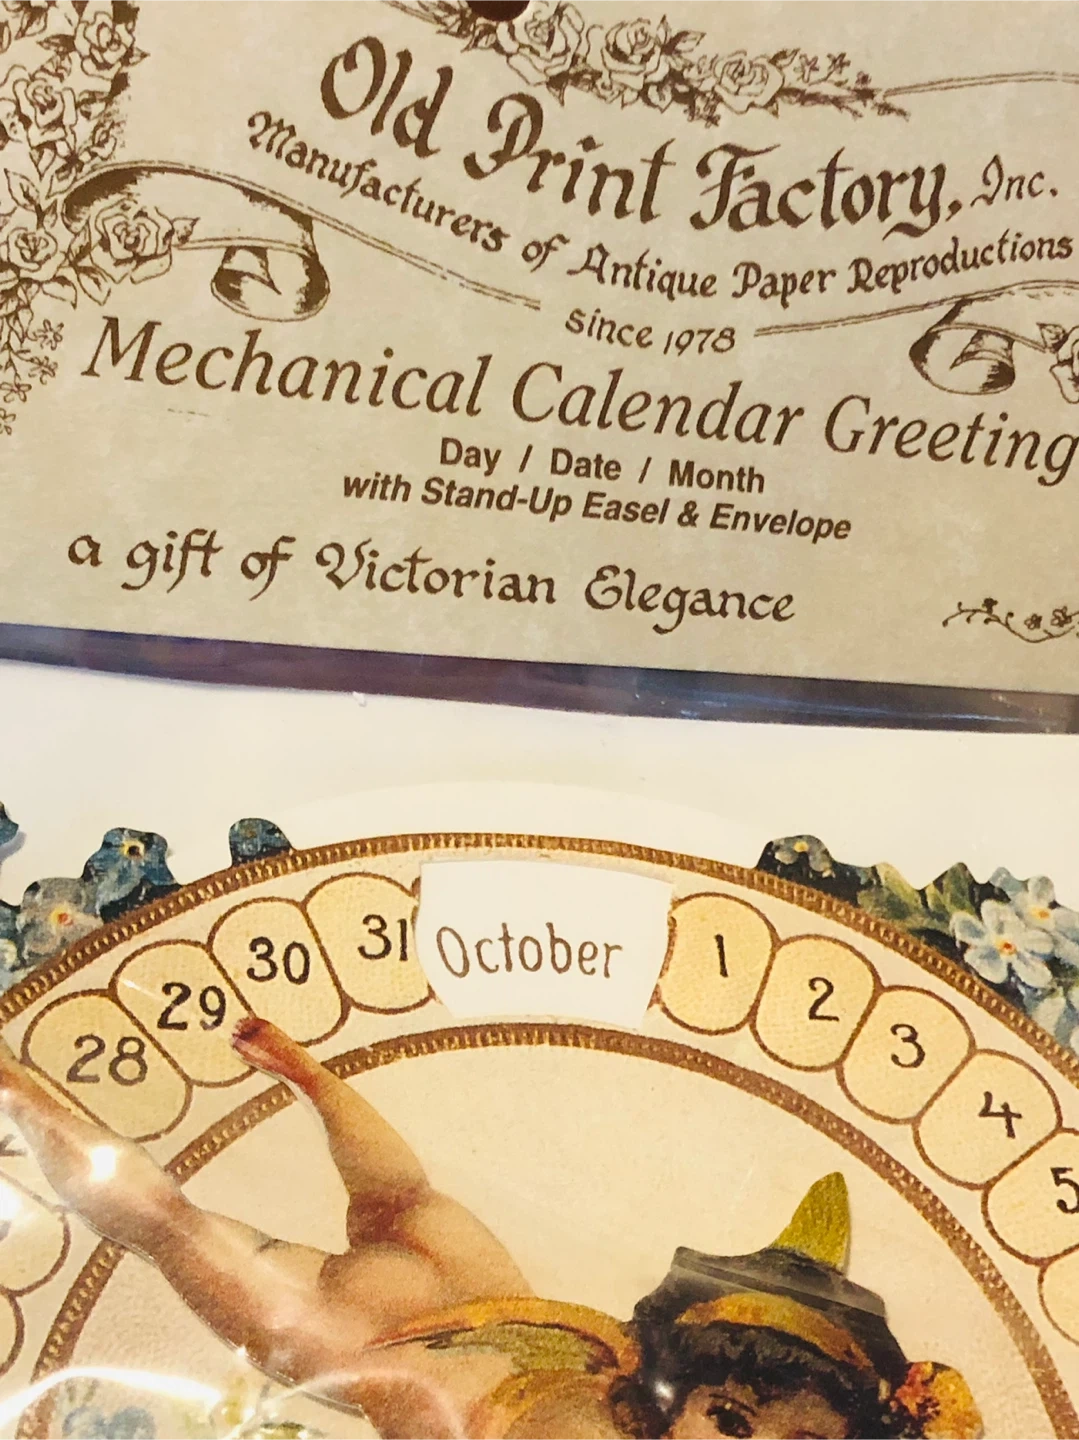 Old Print Factory, Inc.
Manufacturers of Antique Paper Reproductions
since 1978
Mechanical Calendar Greeting
Day / Date / Month
with Stand-Up Easel & Envelope
a gift of Victorian Elegance
28 29 30 31 October 1 2 3 4 5